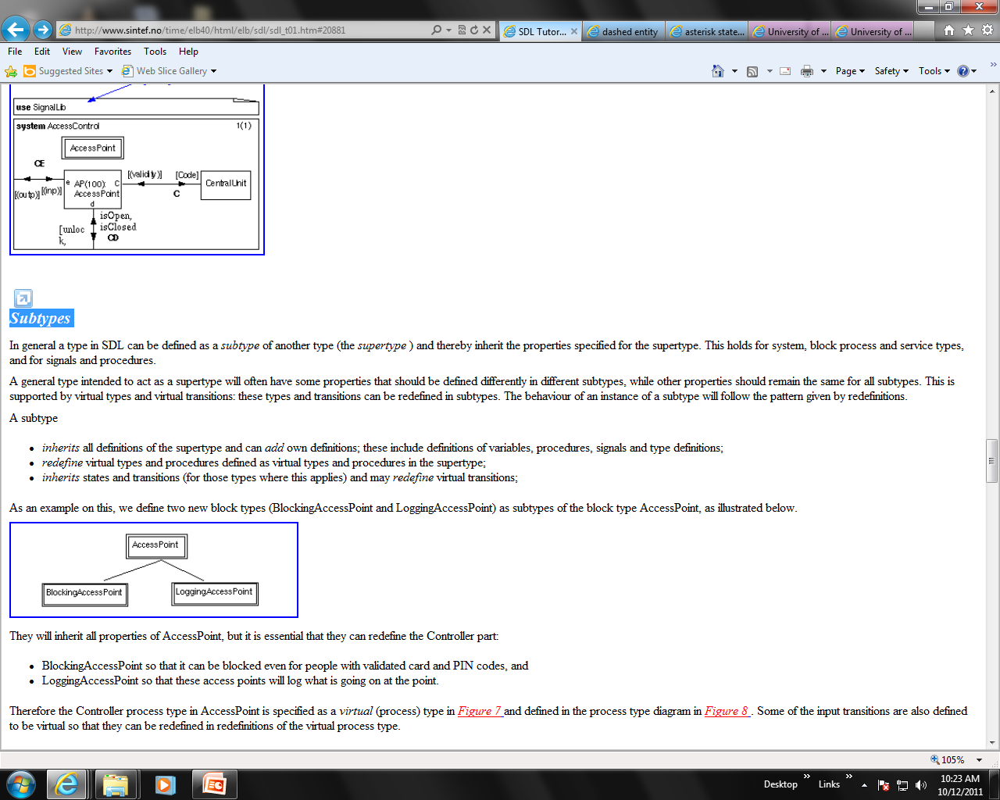 http://www.sintef.no/time/elb40/html/elb/sdl/sdl_t01.htm#20881
SDL Tutor...
dashed entity
asterisk state...
University of ...
University of ...
File Edit View Favorites Tools Help
Suggested Sites Web Slice Gallery
Page Safety Tools
use SignalLib
system AccessControl 1(1)
AccessPoint
CE
[(validity)] [Code]
e AP(100): C
AccessPoint
d
CentralUnit
[(outp)] [(inp)]
C
isOpen,
isClosed
[unloc
k,
CD
Subtypes
In general a type in SDL can be defined as a subtype of another type (the supertype ) and thereby inherit the properties specified for the supertype. This holds for system, block process and service types,
and for signals and procedures.
A general type intended to act as a supertype will often have some properties that should be defined differently in different subtypes, while other properties should remain the same for all subtypes. This is
supported by virtual types and virtual transitions: these types and transitions can be redefined in subtypes. The behaviour of an instance of a subtype will follow the pattern given by redefinitions.
A subtype
• inherits all definitions of the supertype and can add own definitions; these include definitions of variables, procedures, signals and type definitions;
• redefine virtual types and procedures defined as virtual types and procedures in the supertype;
• inherits states and transitions (for those types where this applies) and may redefine virtual transitions;
As an example on this, we define two new block types (BlockingAccessPoint and LoggingAccessPoint) as subtypes of the block type AccessPoint, as illustrated below.
AccessPoint
BlockingAccessPoint LoggingAccessPoint
They will inherit all properties of AccessPoint, but it is essential that they can redefine the Controller part:
• BlockingAccessPoint so that it can be blocked even for people with validated card and PIN codes, and
• LoggingAccessPoint so that these access points will log what is going on at the point.
Therefore the Controller process type in AccessPoint is specified as a virtual (process) type in Figure 7 and defined in the process type diagram in Figure 8 . Some of the input transitions are also defined
to be virtual so that they can be redefined in redefinitions of the virtual process type.
105%
Desktop » Links »
10:23 AM
10/12/2011